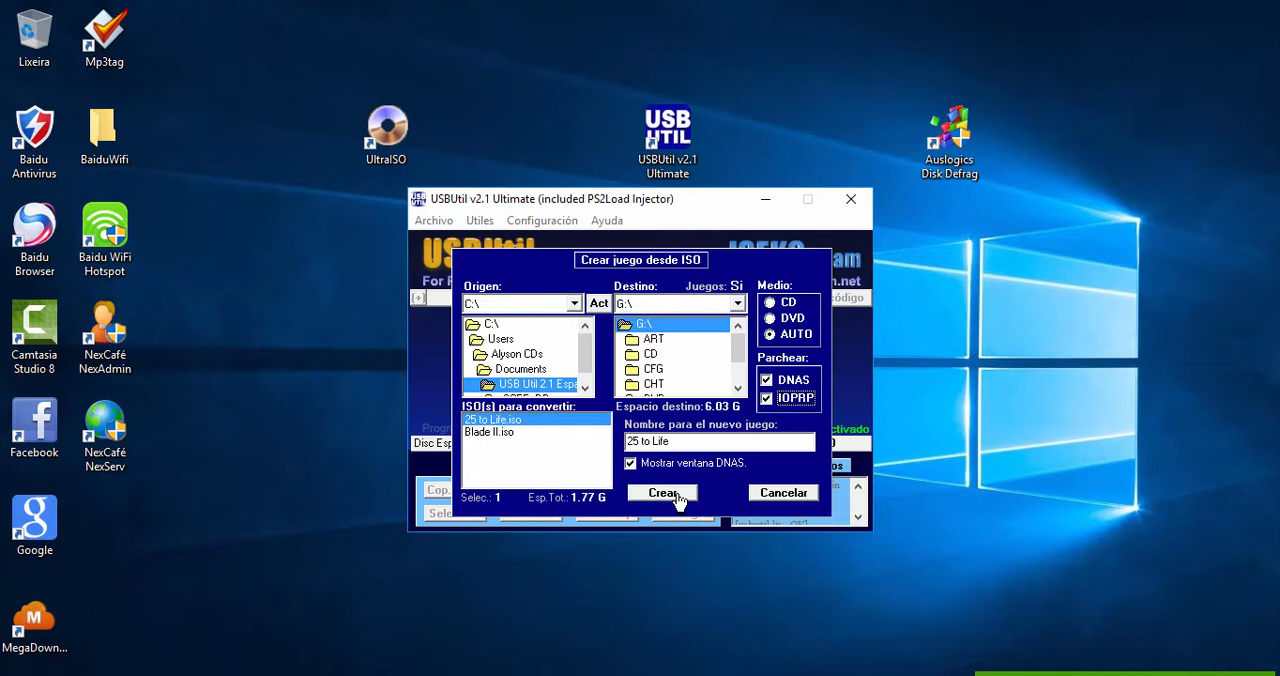 Lixeira
Mp3tag
Baidu
Antivirus
BaiduWifi
UltraISO
USB
UTIL
USBUtil v2.1
Ultimate
Auslogics
Disk Defrag
Baidu
Browser
Baidu WiFi
Hotspot
Camtasia
Studio 8
NexCafé
NexAdmin
Facebook
NexCafé
NexServ
Google
MegaDown...
USBUtil v2.1 Ultimate (included PS2Load Injector)
Archivo Utiles Configuración Ayuda
USBUtil
For
Crear juego desde ISO
Origen: Destino: Juegos: Si Medio:
C:\ Act G:\
CD
DVD
AUTO
C:\
Users
Alyson CDs
Documents
USB Util 2.1 Espa
G:\
ART
CD
CFG
CHT
Parchear:
DNAS
IOPRP
ISO(s) para convertir:
25 to Life.iso
Blade II.iso
Espacio destino: 6.03 G
Nombre para el nuevo juego:
25 to Life
Mostrar ventana DNAS.
Selec.: 1 Esp.Tot.: 1.77 G
Crear Cancelar
[+]
código
Disc Esp